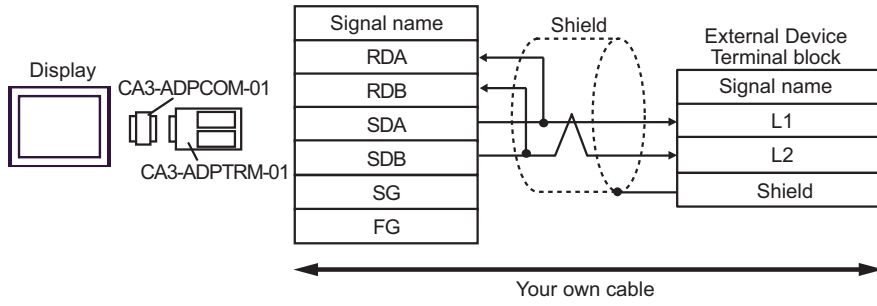 Display
CA3-ADPCOM-01
CA3-ADPTRM-01
Signal name
RDA
RDB
SDA
SDB
SG
FG
Shield
External Device
Terminal block
Signal name
L1
L2
Shield
Your own cable